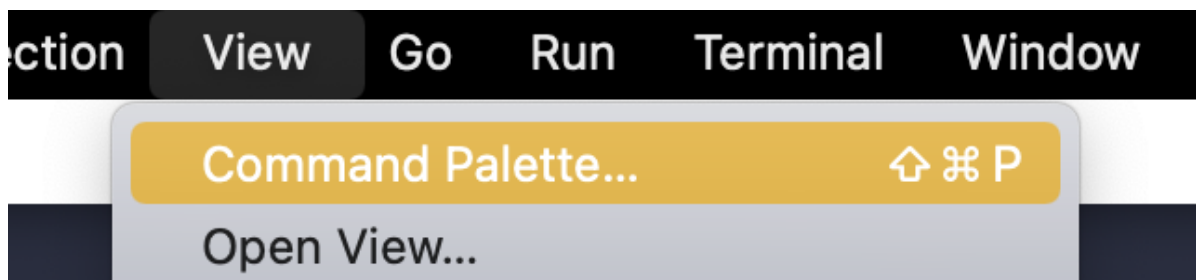 ection View Go Run Terminal Window
Command Palette... ⇧⌘P
Open View...